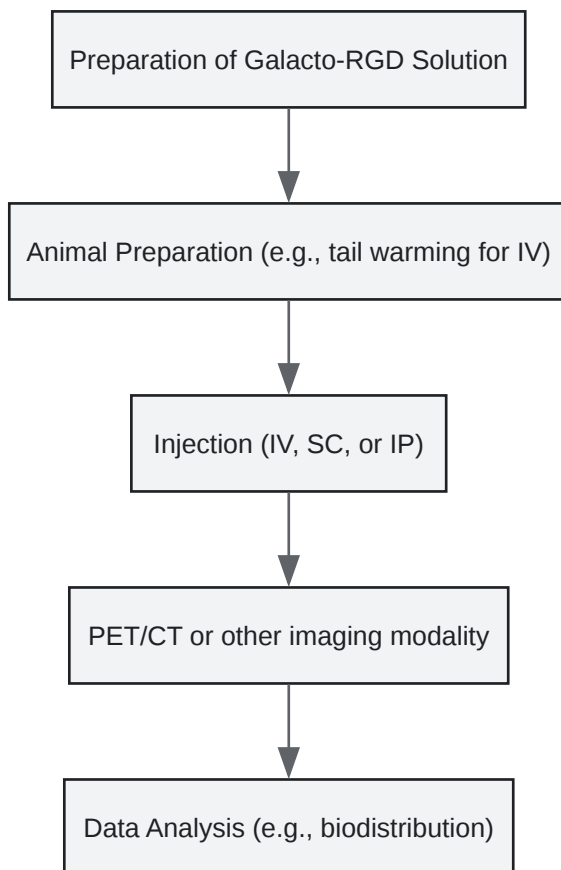 Preparation of Galacto-RGD Solution
Animal Preparation (e.g., tail warming for IV)
Injection (IV, SC, or IP)
PET/CT or other imaging modality
Data Analysis (e.g., biodistribution)